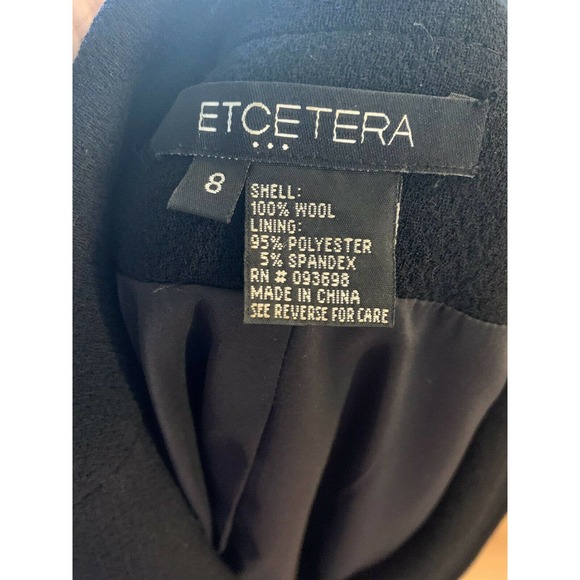 ETCETERA
8
SHELL:
100% WOOL
LINING:
95% POLYESTER
5% SPANDEX
RN # 093698
MADE IN CHINA
SEE REVERSE FOR CARE